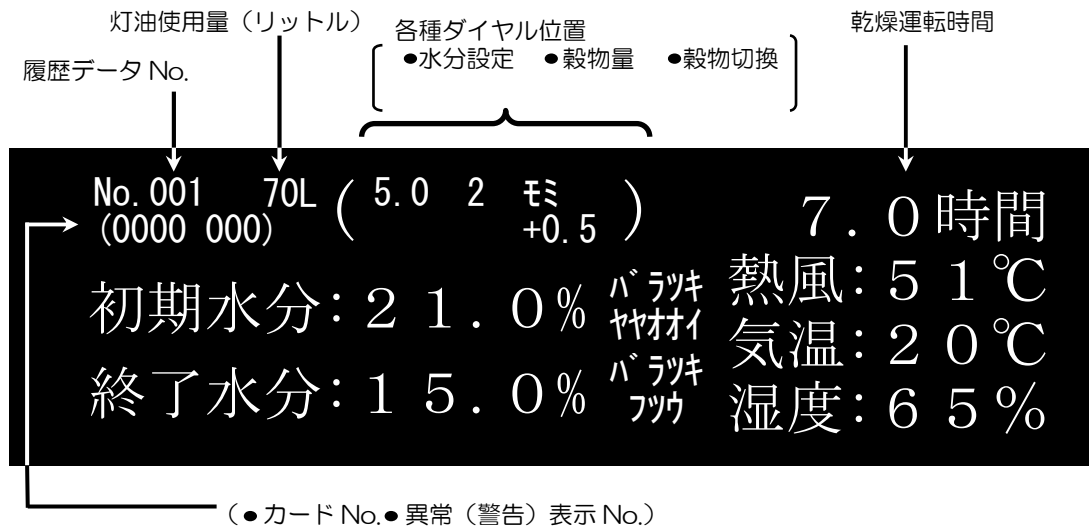 灯油使用量（リットル）
各種ダイヤル位置
●水分設定　●穀物量　●穀物切換
乾燥運転時間
履歴データ No.
No.001　70L ( 5.0　2　ﾓﾐ
(0000 000)　+0.5 )
７.０時間
初期水分:２１.０%　ﾊﾞﾗﾂｷ
ﾔﾔｵｵｲ
熱風:５１℃
気温:２０℃
終了水分:１５.０%　ﾊﾞﾗﾂｷ
ﾌﾂｳ
湿度:６５%
（●カード No.●異常（警告）表示 No.）